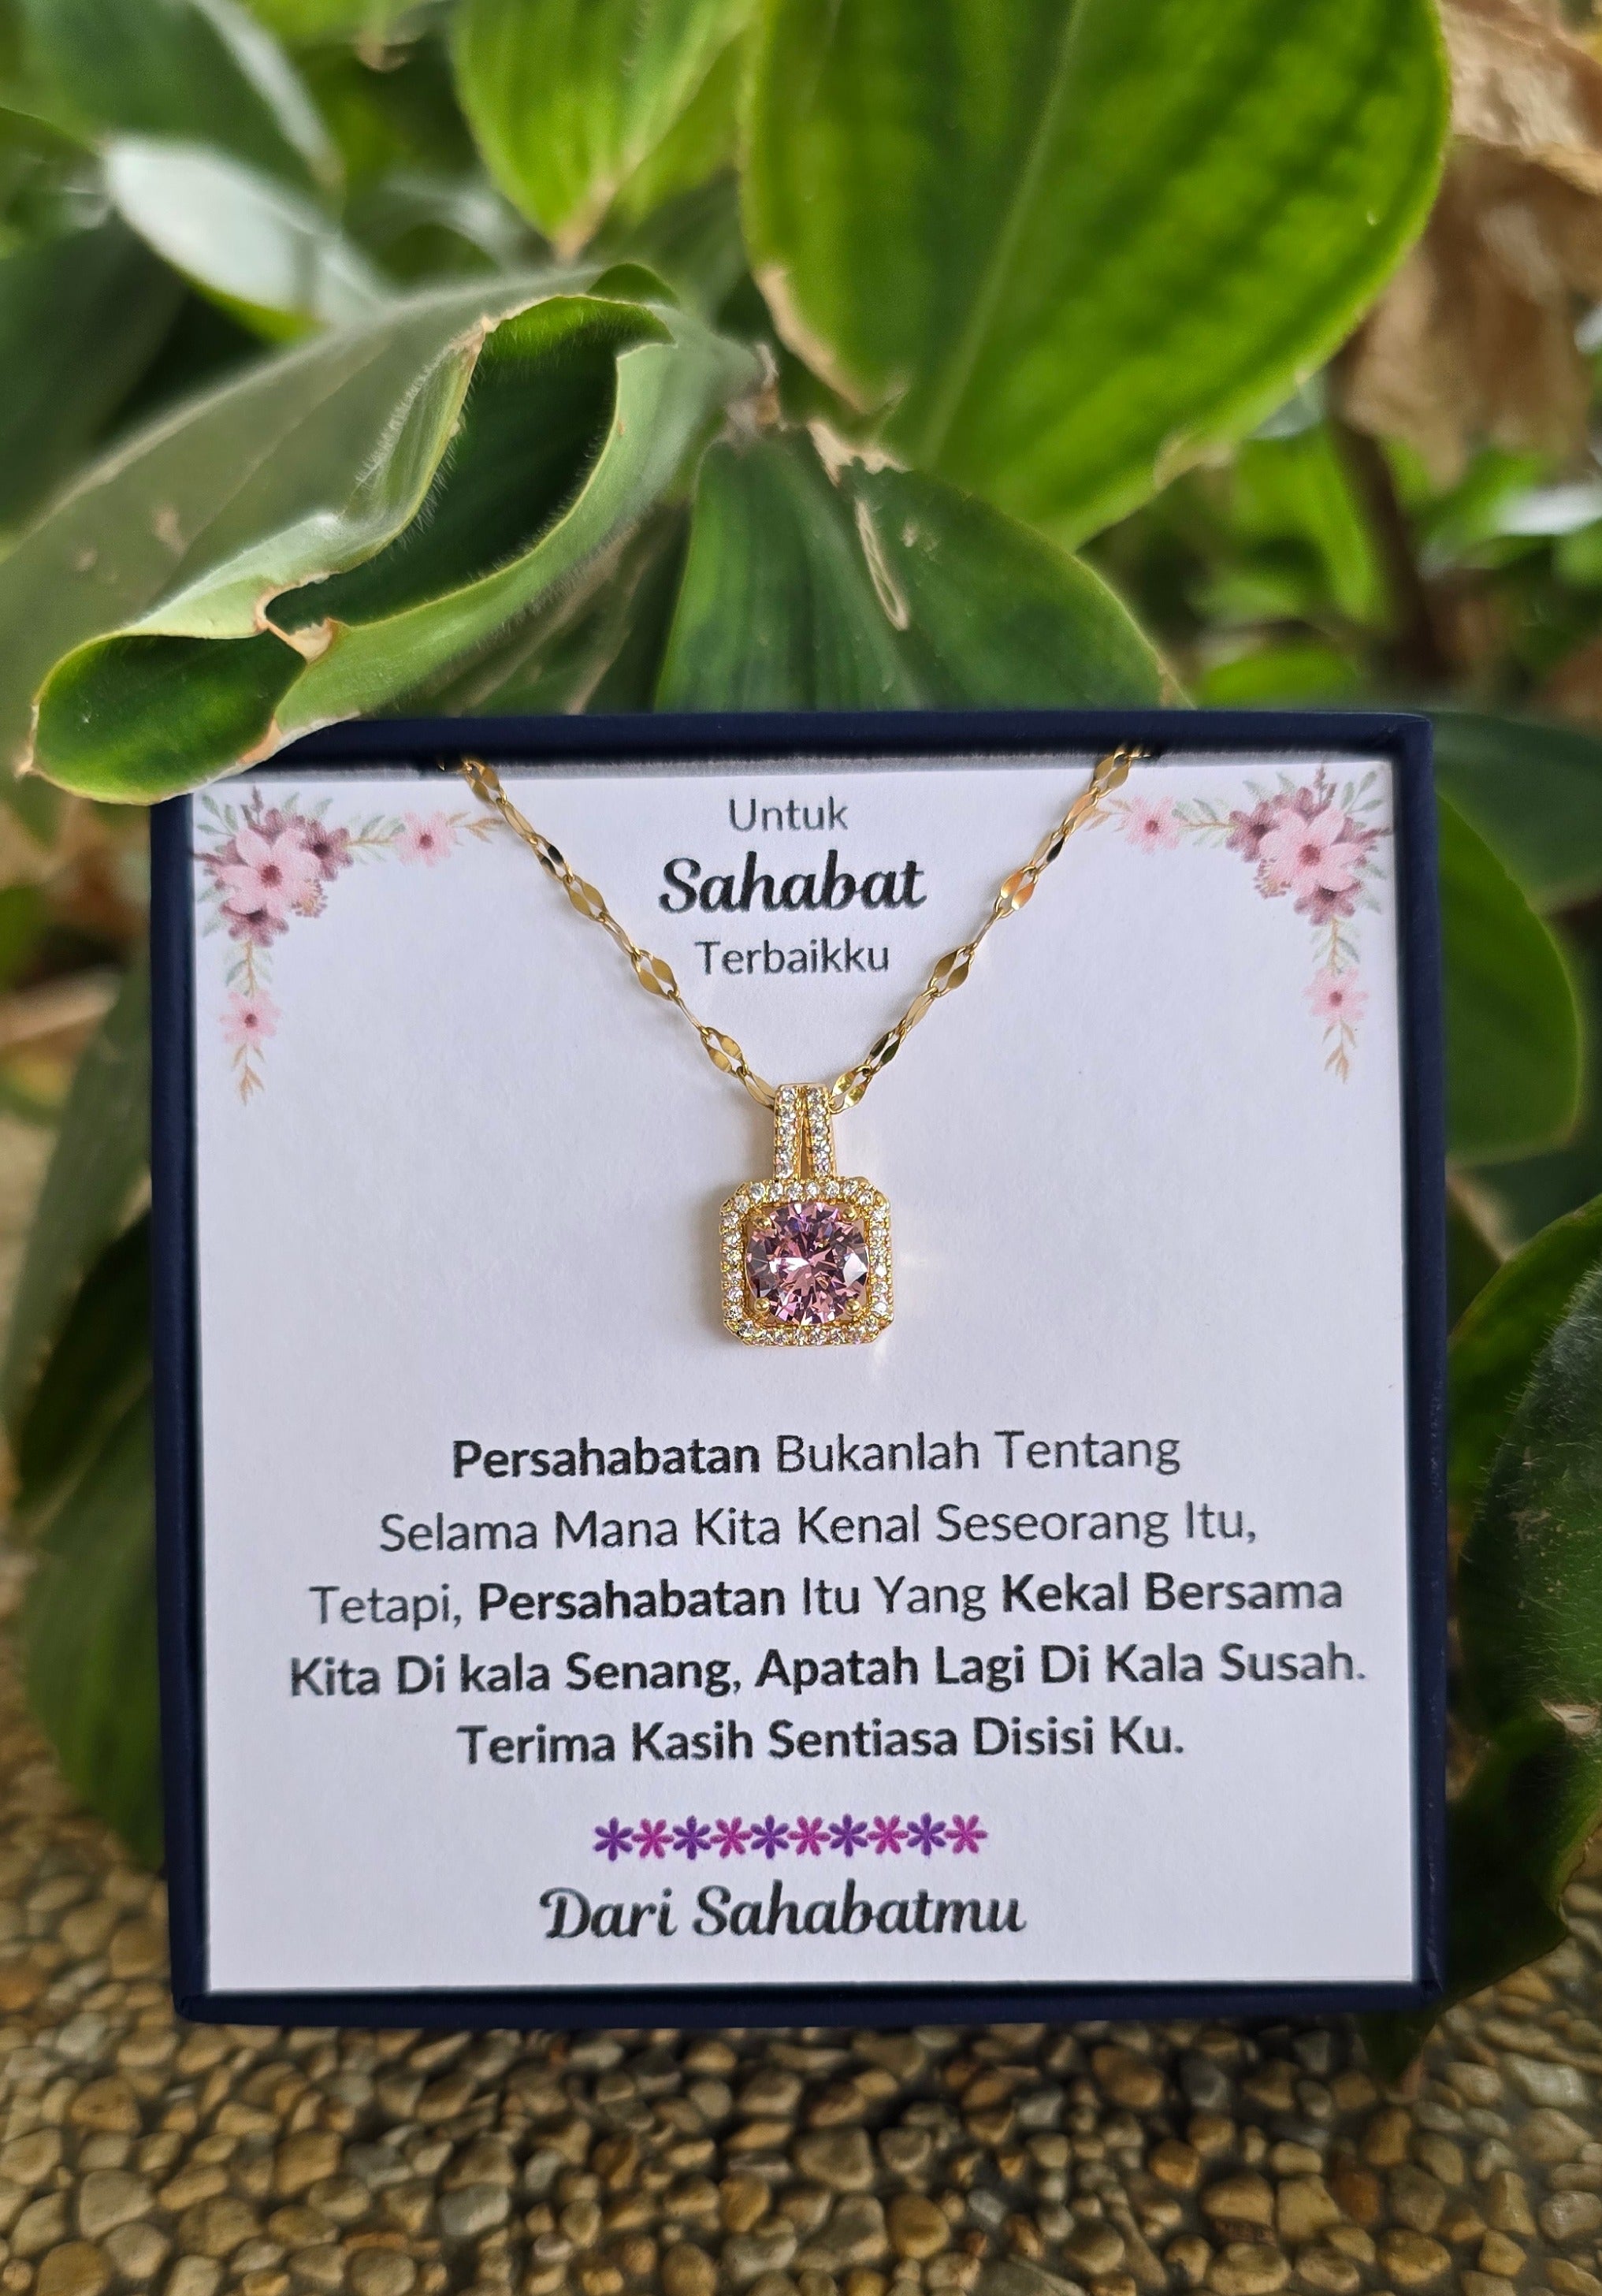 Untuk
Sahabat
Terbaikku
Persahabatan Bukanlah Tentang
Selama Mana Kita Kenal Seseorang Itu,
Tetapi, Persahabatan Itu Yang Kekal Bersama
Kita Di kala Senang, Apatah Lagi Di Kala Susah.
Terima Kasih Sentiasa Disisi Ku.
**********
Dari Sahabatmu